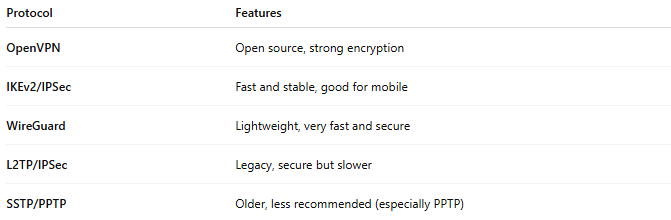 Protocol Features
OpenVPN Open source, strong encryption
IKEv2/IPSec Fast and stable, good for mobile
WireGuard Lightweight, very fast and secure
L2TP/IPSec Legacy, secure but slower
SSTP/PPTP Older, less recommended (especially PPTP)